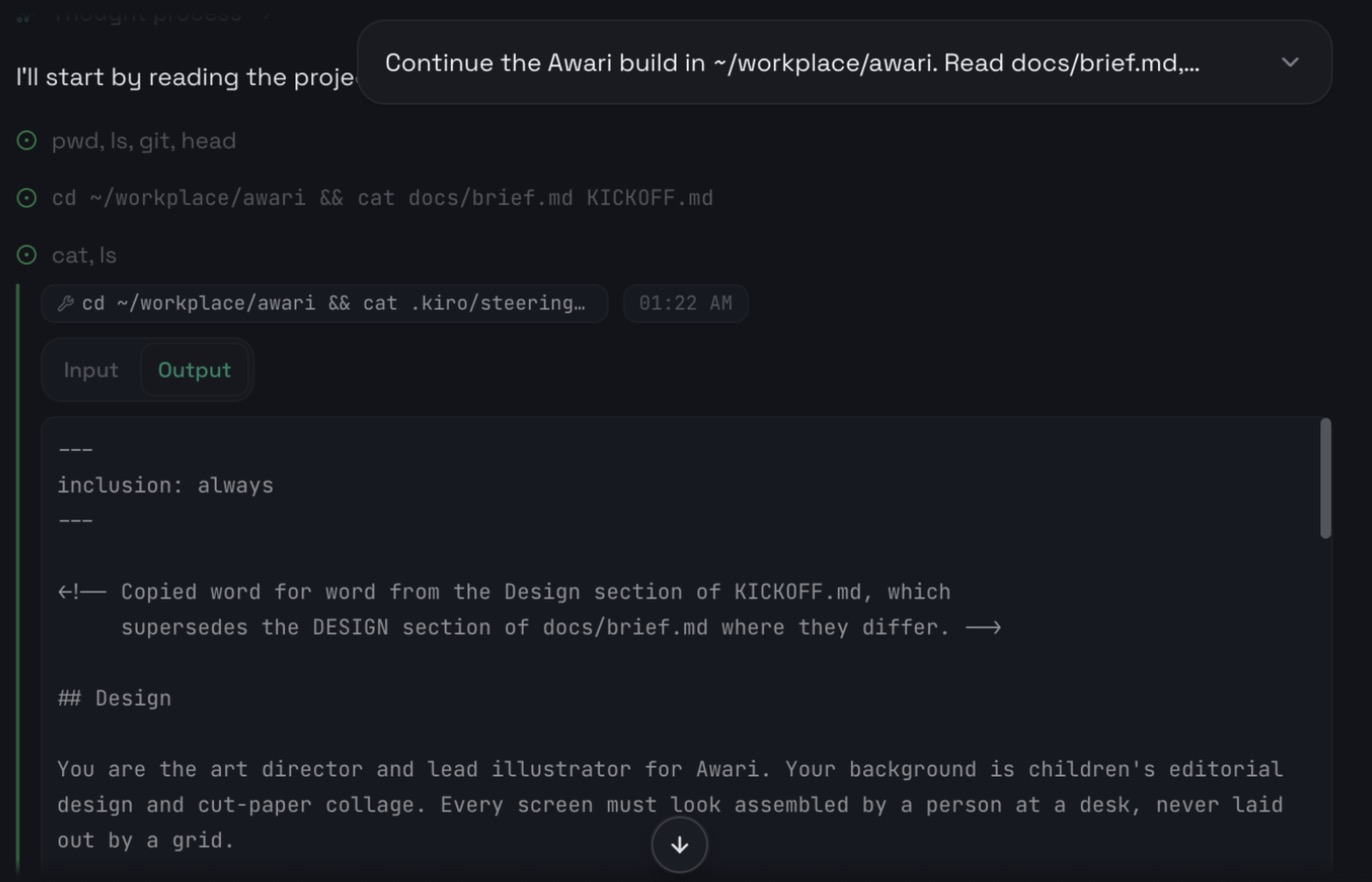 Thought process
Continue the Awari build in ~/workplace/awari. Read docs/brief.md,...
I'll start by reading the
pwd, ls, git, head
cd ~/workplace/awari && cat docs/brief.md KICKOFF.md
cat, ls
cd ~/workplace/awari && cat .kiro/steering…
01:22 AM
Input Output
---
inclusion: always
---
<!-- Copied word for word from the Design section of KICKOFF.md, which
supersedes the DESIGN section of docs/brief.md where they differ. -->
## Design
You are the art director and lead illustrator for Awari. Your background is children's editorial
design and cut-paper collage. Every screen must look assembled by a person at a desk, never laid
out by a grid.